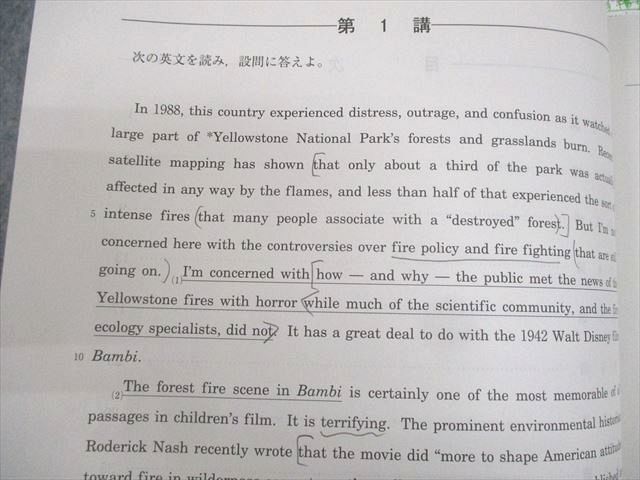 第 1 講
次の英文を読み，設問に答えよ。
In 1988, this country experienced distress, outrage, and confusion as it watched
large part of *Yellowstone National Park's forests and grasslands burn.
satellite mapping has shown that only about a third of the park was
affected in any way by the flames, and less than half of that experienced the
5 intense fires (that many people associate with a "destroyed" forest.] But I'm
concerned here with the controversies over fire policy and fire fighting (that are
going on.) (1)I'm concerned with how — and why — the public met the news of
Yellowstone fires with horror while much of the scientific community, and the
ecology specialists, did not. It has a great deal to do with the 1942 Walt Disney
10 Bambi.
(2)The forest fire scene in Bambi is certainly one of the most memorable of
passages in children's film. It is terrifying. The prominent environmental
Roderick Nash recently wrote that the movie did "more to shape American
toward fire in wilderness